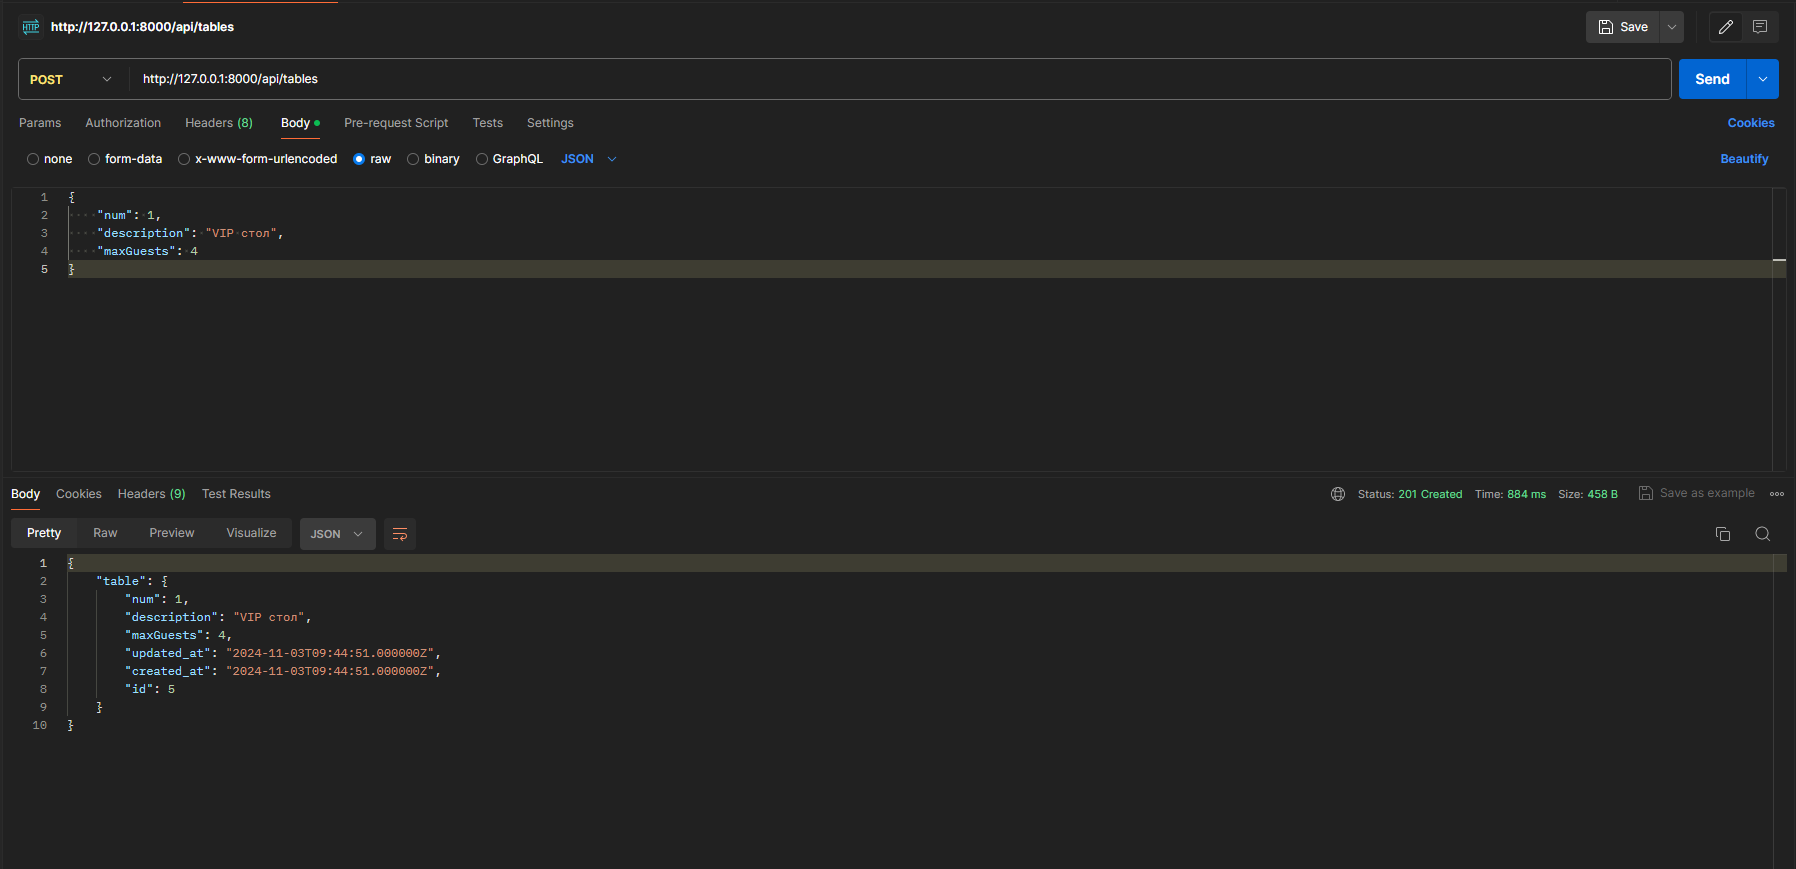 HTTP http://127.0.0.1:8000/api/tables Save
POST http://127.0.0.1:8000/api/tables Send
Params Authorization Headers (8) Body Pre-request Script Tests Settings Cookies
none form-data x-www-form-urlencoded raw binary GraphQL JSON Beautify
1 {
2 "num": 1,
3 "description": "VIP стол",
4 "maxGuests": 4
5 }
Body Cookies Headers (9) Test Results Status: 201 Created Time: 884 ms Size: 458 B Save as example
Pretty Raw Preview Visualize JSON
1 {
2 "table": {
3 "num": 1,
4 "description": "VIP стол",
5 "maxGuests": 4,
6 "updated_at": "2024-11-03T09:44:51.000000Z",
7 "created_at": "2024-11-03T09:44:51.000000Z",
8 "id": 5
9 }
10 }